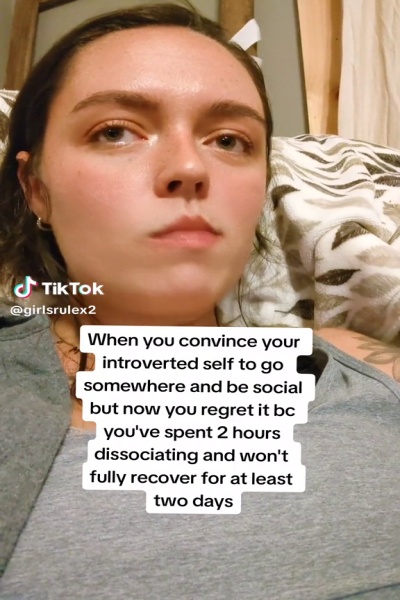 TikTok
@girlsrulex2
When you convince your
introverted self to go
somewhere and be social
but now you regret it bc
you've spent 2 hours
dissociating and won't
fully recover for at least
two days